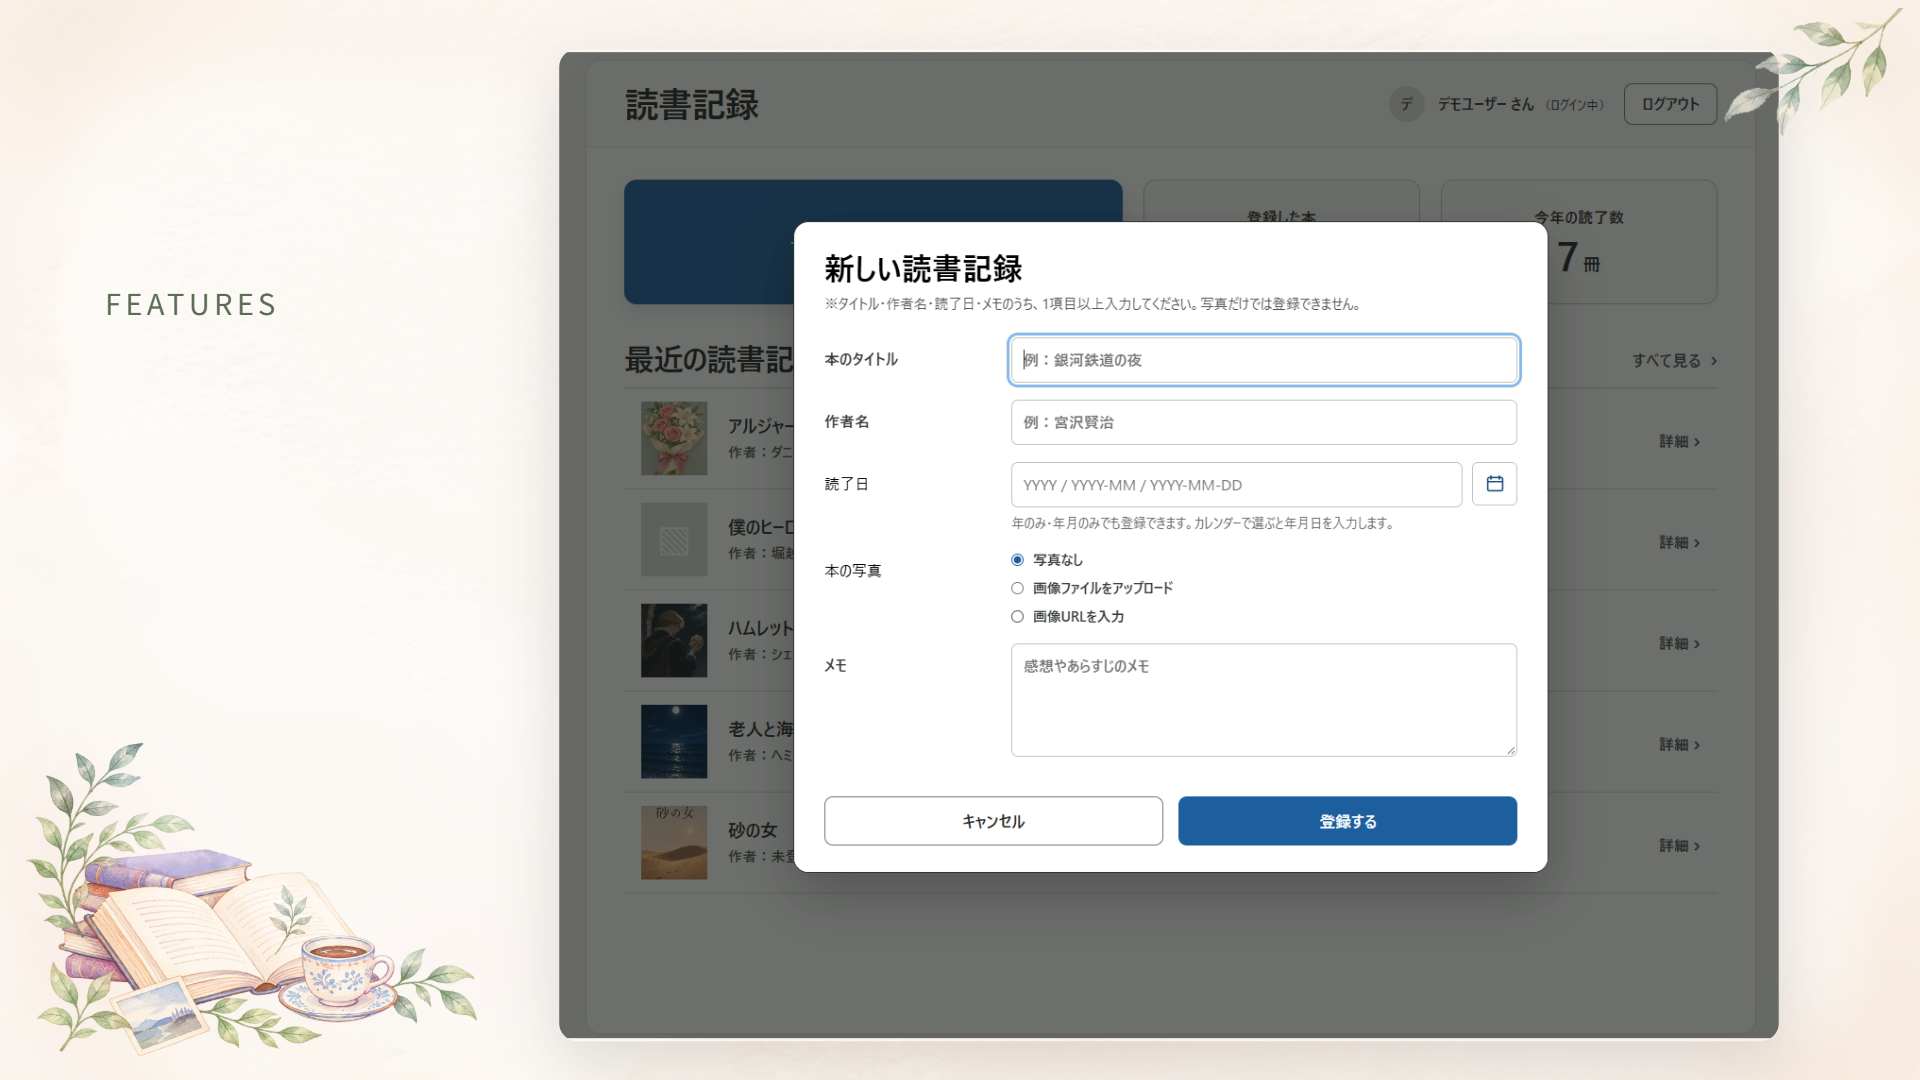 FEATURES
読書記録
デ デモユーザー さん （ログイン中） ログアウト
登録した本
今年の読了数
7 冊
最近の読書記
すべて見る ›
アルジャー
作者：ダニ
詳細 ›
僕のヒーロ
作者：堀越
詳細 ›
ハムレット
作者：シェ
詳細 ›
老人と海
作者：ヘミ
詳細 ›
砂の女
砂の女
作者：未登
詳細 ›
新しい読書記録
※タイトル・作者名・読了日・メモのうち、1項目以上入力してください。写真だけでは登録できません。
本のタイトル
例：銀河鉄道の夜
作者名
例：宮沢賢治
読了日
YYYY / YYYY-MM / YYYY-MM-DD
年のみ・年月のみでも登録できます。カレンダーで選ぶと年月日を入力します。
本の写真
写真なし
画像ファイルをアップロード
画像URLを入力
メモ
感想やあらすじのメモ
キャンセル
登録する